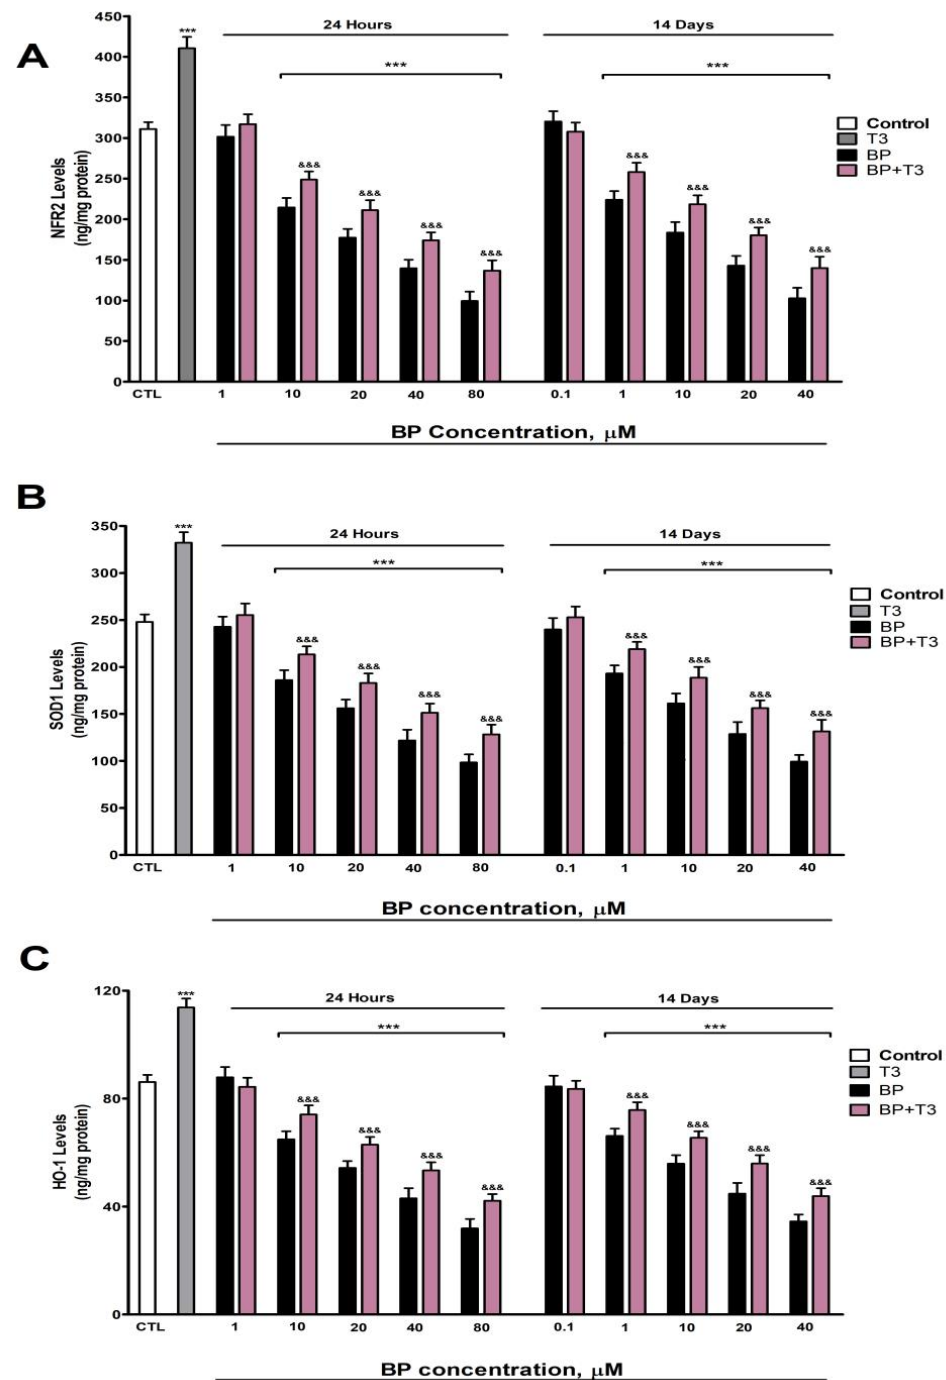 A
24 Hours
14 Days
***
***
***
450
400
350
300
250
200
150
100
50
0
NFR2 Levels
(ng/mg protein)
&&&
&&&
&&&
&&&
&&&
&&&
&&&
&&&
Control
T3
BP
BP+T3
CTL 1 10 20 40 80 0.1 1 10 20 40
BP Concentration, μM
B
24 Hours
14 Days
***
***
***
350
300
250
200
150
100
50
0
SOD1 Levels
(ng/mg protein)
&&&
&&&
&&&
&&&
&&&
&&&
&&&
&&&
Control
T3
BP
BP+T3
CTL 1 10 20 40 80 0.1 1 10 20 40
BP concentration, μM
C
24 Hours
14 Days
***
***
***
120
80
40
0
HO-1 Levels
(ng/mg protein)
&&&
&&&
&&&
&&&
&&&
&&&
&&&
&&&
Control
T3
BP
BP+T3
CTL 1 10 20 40 80 0.1 1 10 20 40
BP concentration, μM